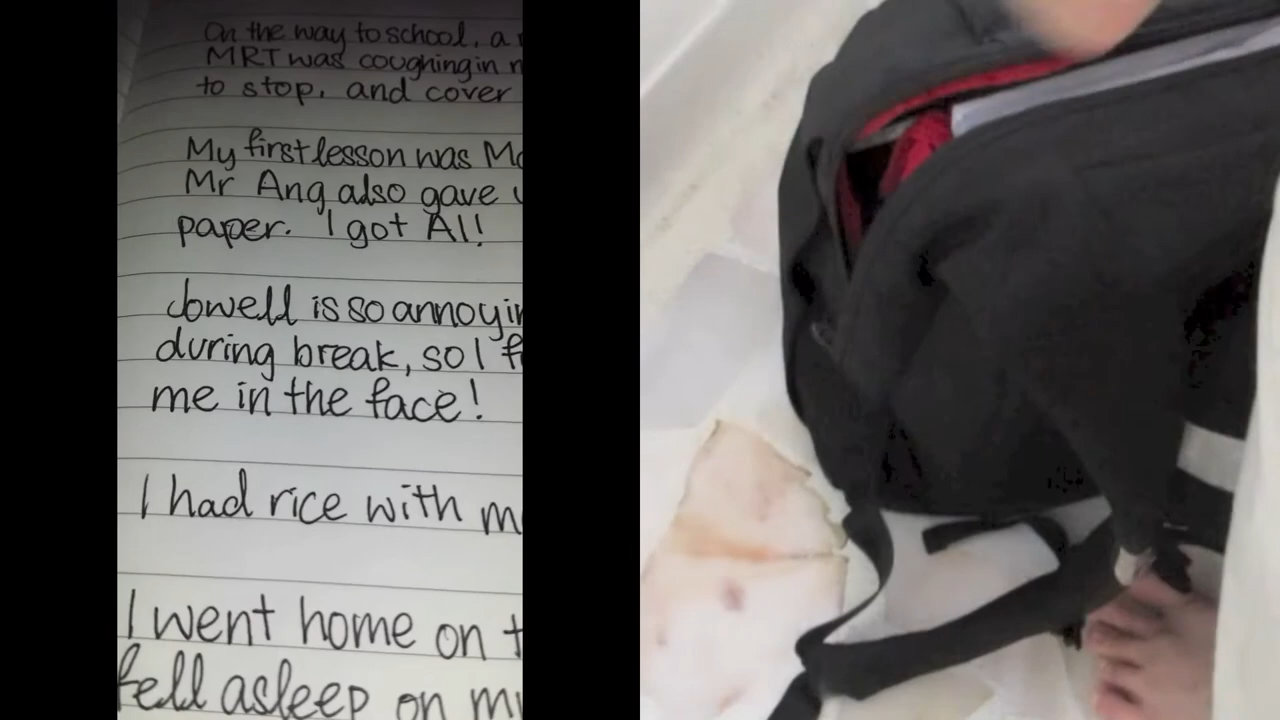 On the way to school, a
MRT was coughing in
to stop, and cover
My first lesson was
Mr Ang also gave
paper. I got A1!
Jowell is so
during break, so I
me in the face!
I had rice with
I went home on
fell asleep on